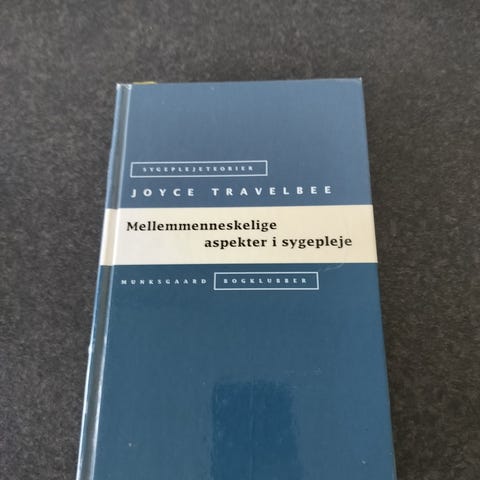 SYGEPLEJETEORIER
JOYCE TRAVELBEE
Mellemmenneskelige
aspekter i sygepleje
MUNKSGAARD BOGKLUBBER